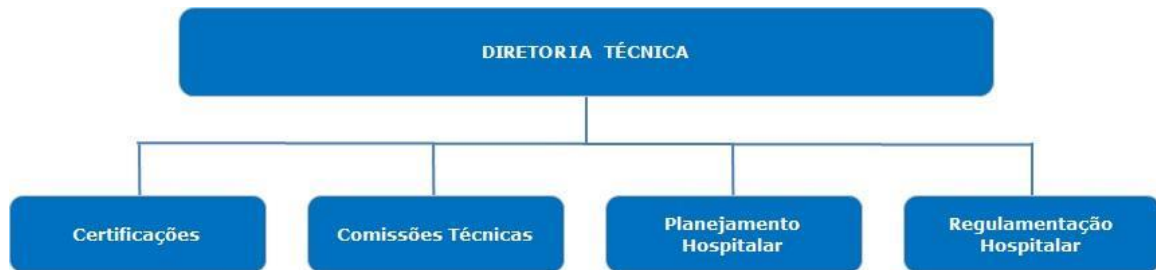 DIRETORIA TÉCNICA
Certificações
Comissões Técnicas
Planejamento
Hospitalar
Regulamentação
Hospitalar